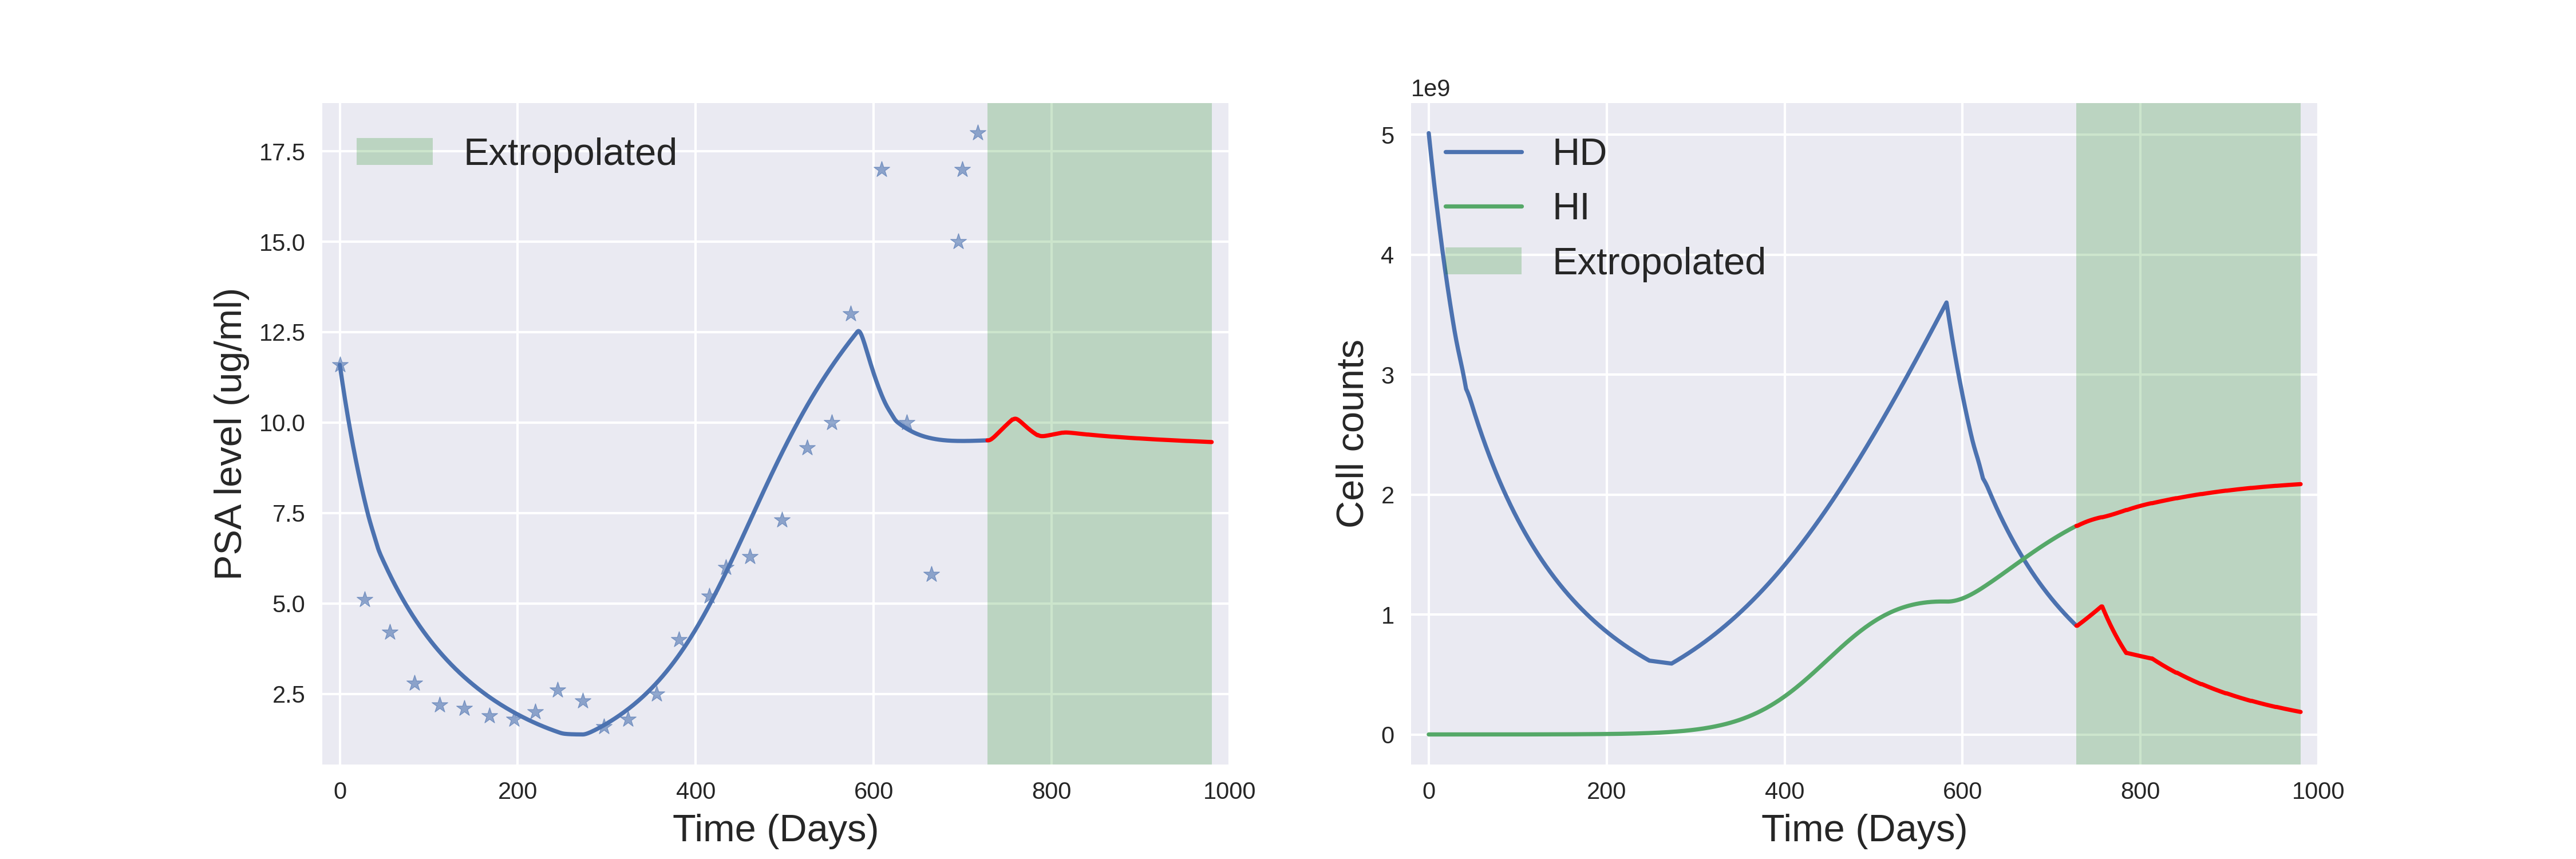 Extropolated
17.5
15.0
12.5
10.0
7.5
5.0
2.5
0 200 400 600 800 1000
PSA level (ug/ml)
Time (Days)
1e9
HD
HI
Extropolated
5
4
3
2
1
0
0 200 400 600 800 1000
Cell counts
Time (Days)